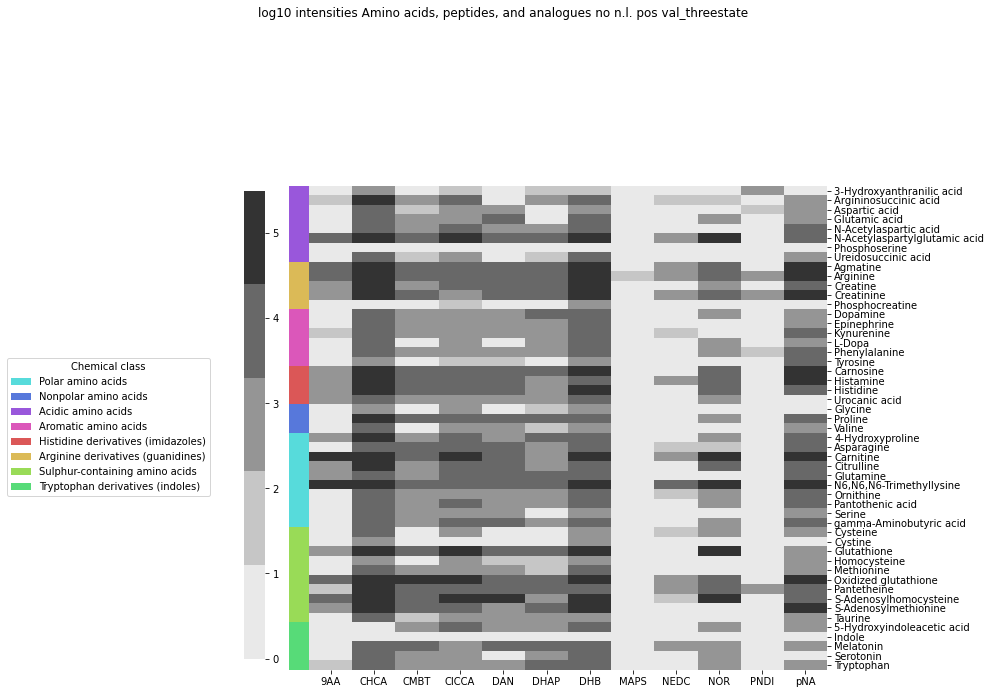 log10 intensities Amino acids, peptides, and analogues no n.l. pos val_threestate
5
4
3
2
1
0
Chemical class
Polar amino acids
Nonpolar amino acids
Acidic amino acids
Aromatic amino acids
Histidine derivatives (imidazoles)
Arginine derivatives (guanidines)
Sulphur-containing amino acids
Tryptophan derivatives (indoles)
3-Hydroxyanthranilic acid
Argininosuccinic acid
Aspartic acid
Glutamic acid
N-Acetylaspartic acid
N-Acetylaspartylglutamic acid
Phosphoserine
Ureidosuccinic acid
Agmatine
Arginine
Creatine
Creatinine
Phosphocreatine
Dopamine
Epinephrine
Kynurenine
L-Dopa
Phenylalanine
Tyrosine
Carnosine
Histamine
Histidine
Urocanic acid
Glycine
Proline
Valine
4-Hydroxyproline
Asparagine
Carnitine
Citrulline
Glutamine
N6,N6,N6-Trimethyllysine
Ornithine
Pantothenic acid
Serine
gamma-Aminobutyric acid
Cysteine
Cystine
Glutathione
Homocysteine
Methionine
Oxidized glutathione
Pantetheine
S-Adenosylhomocysteine
S-Adenosylmethionine
Taurine
5-Hydroxyindoleacetic acid
Indole
Melatonin
Serotonin
Tryptophan
9AA CHCA CMBT ClCCA DAN DHAP DHB MAPS NEDC NOR PNDI pNA